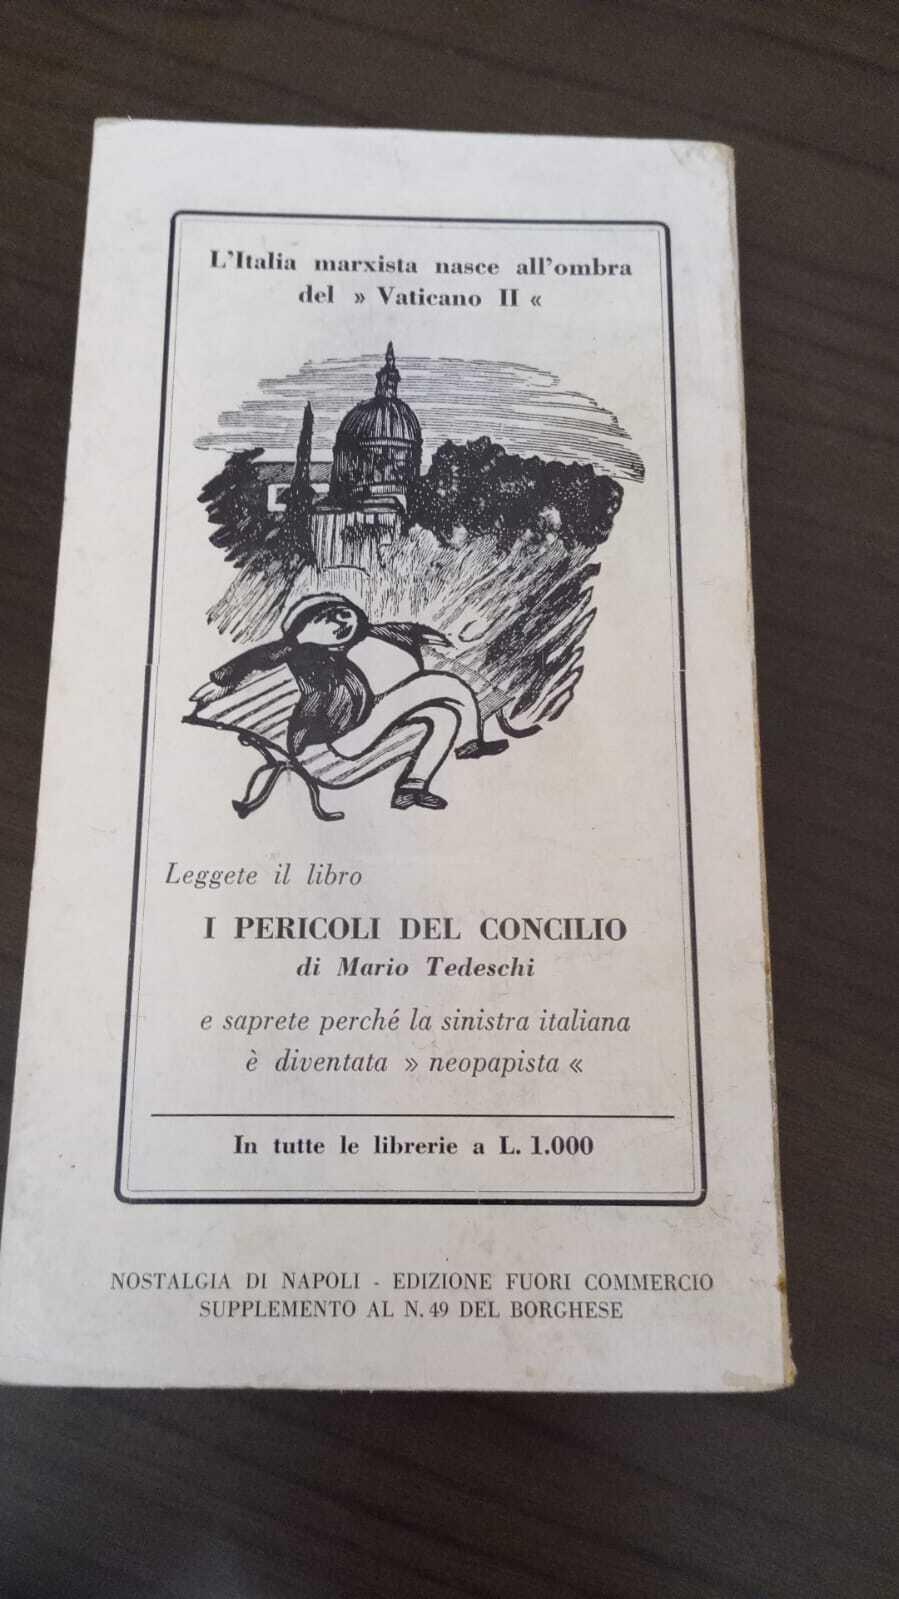 L'Italia marxista nasce all'ombra
del » Vaticano II «
Leggete il libro
I PERICOLI DEL CONCILIO
di Mario Tedeschi
e saprete perché la sinistra italiana
è diventata » neopapista «
In tutte le librerie a L. 1.000
NOSTALGIA DI NAPOLI - EDIZIONE FUORI COMMERCIO
SUPPLEMENTO AL N. 49 DEL BORGHESE